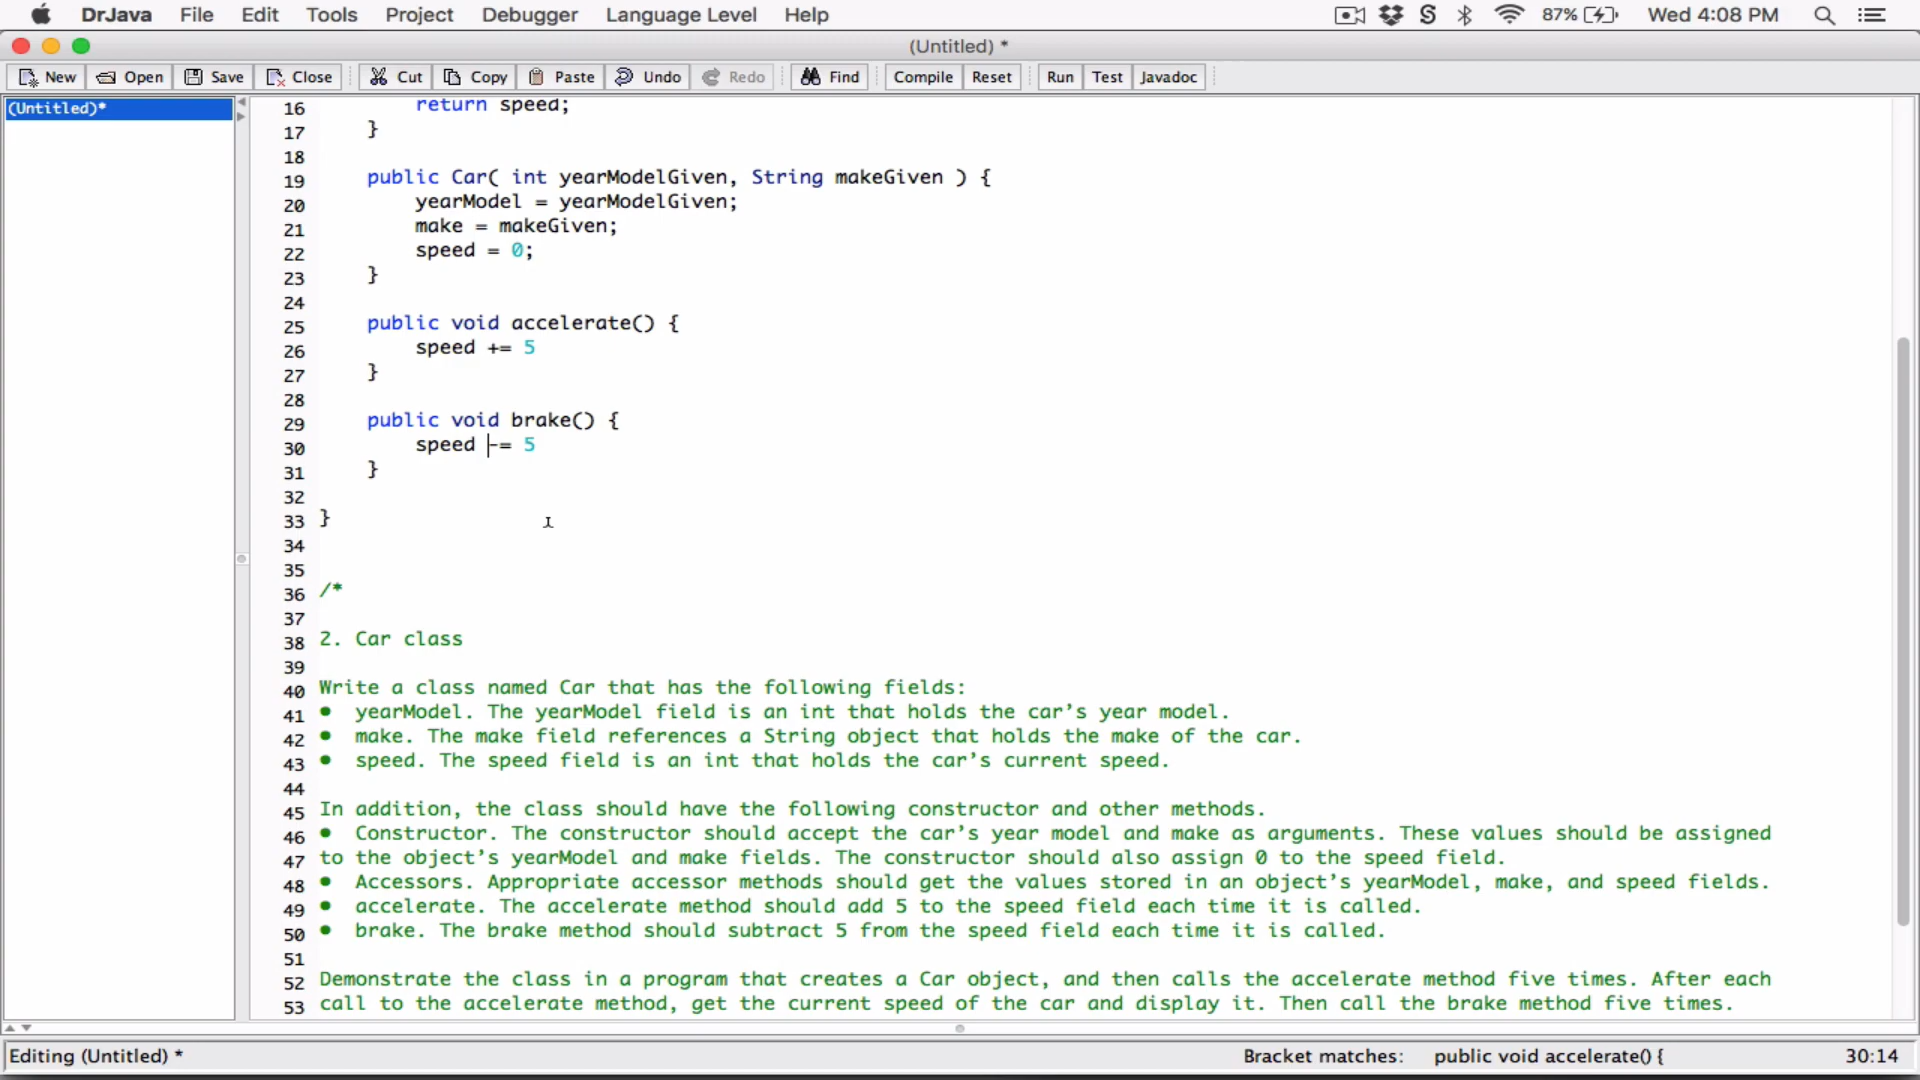 DrJava File Edit Tools Project Debugger Language Level Help 87% Wed 4:08 PM
(Untitled) *
New Open Save Close Cut Copy Paste Undo Redo Find Compile Reset Run Test Javadoc
(Untitled)*
16 return speed;
17 }
18
19 public Car( int yearModelGiven, String makeGiven ) {
20 yearModel = yearModelGiven;
21 make = makeGiven;
22 speed = 0;
23 }
24
25 public void accelerate() {
26 speed += 5
27 }
28
29 public void brake() {
30 speed -= 5
31 }
32
33 }
34
35
36 /*
37
38 2. Car class
39
40 Write a class named Car that has the following fields:
41 • yearModel. The yearModel field is an int that holds the car’s year model.
42 • make. The make field references a String object that holds the make of the car.
43 • speed. The speed field is an int that holds the car’s current speed.
44
45 In addition, the class should have the following constructor and other methods.
46 • Constructor. The constructor should accept the car’s year model and make as arguments. These values should be assigned
47 to the object’s yearModel and make fields. The constructor should also assign 0 to the speed field.
48 • Accessors. Appropriate accessor methods should get the values stored in an object’s yearModel, make, and speed fields.
49 • accelerate. The accelerate method should add 5 to the speed field each time it is called.
50 • brake. The brake method should subtract 5 from the speed field each time it is called.
51
52 Demonstrate the class in a program that creates a Car object, and then calls the accelerate method five times. After each
53 call to the accelerate method, get the current speed of the car and display it. Then call the brake method five times.
Editing (Untitled) * Bracket matches: public void accelerate() { 30:14